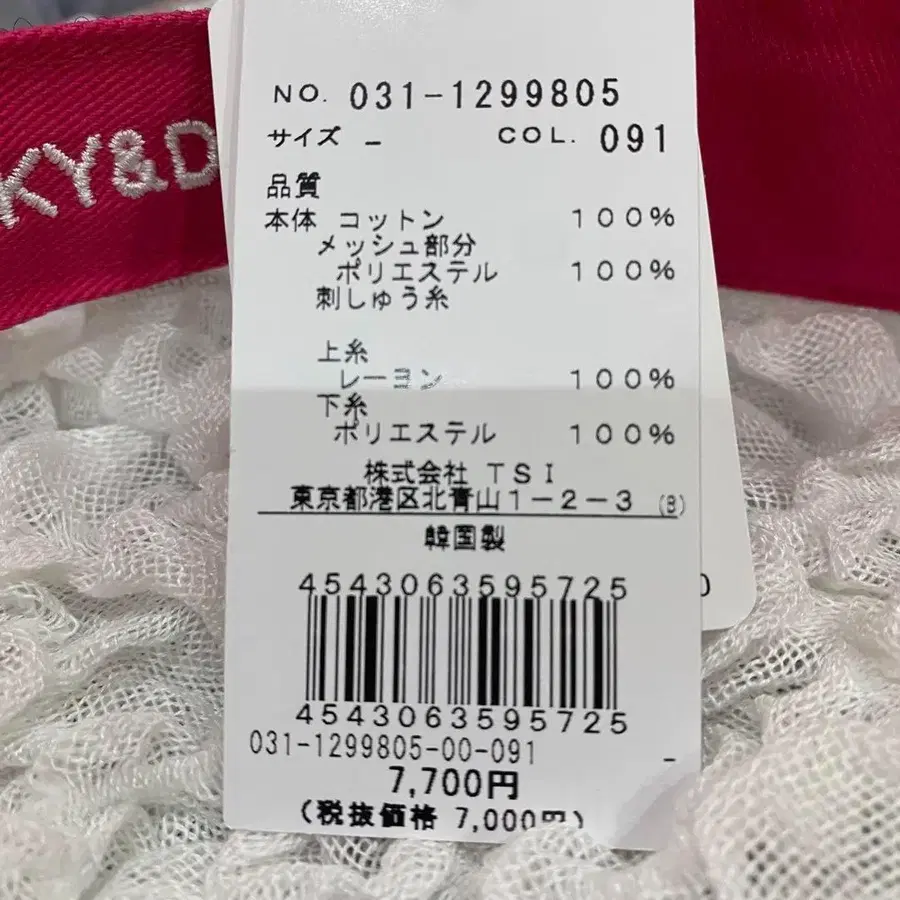 KY&D
NO. 031-1299805
サイズ - COL. 091
品質
本体 コットン 100%
メッシュ部分
ポリエステル 100%
刺しゅう糸
上糸
レーヨン 100%
下糸
ポリエステル 100%
株式会社 TSI
東京都港区北青山1-2-3 (B)
韓国製
4543063595725
4543063595725
031-1299805-00-091 -
7,700円
(税抜価格 7,000円)
0